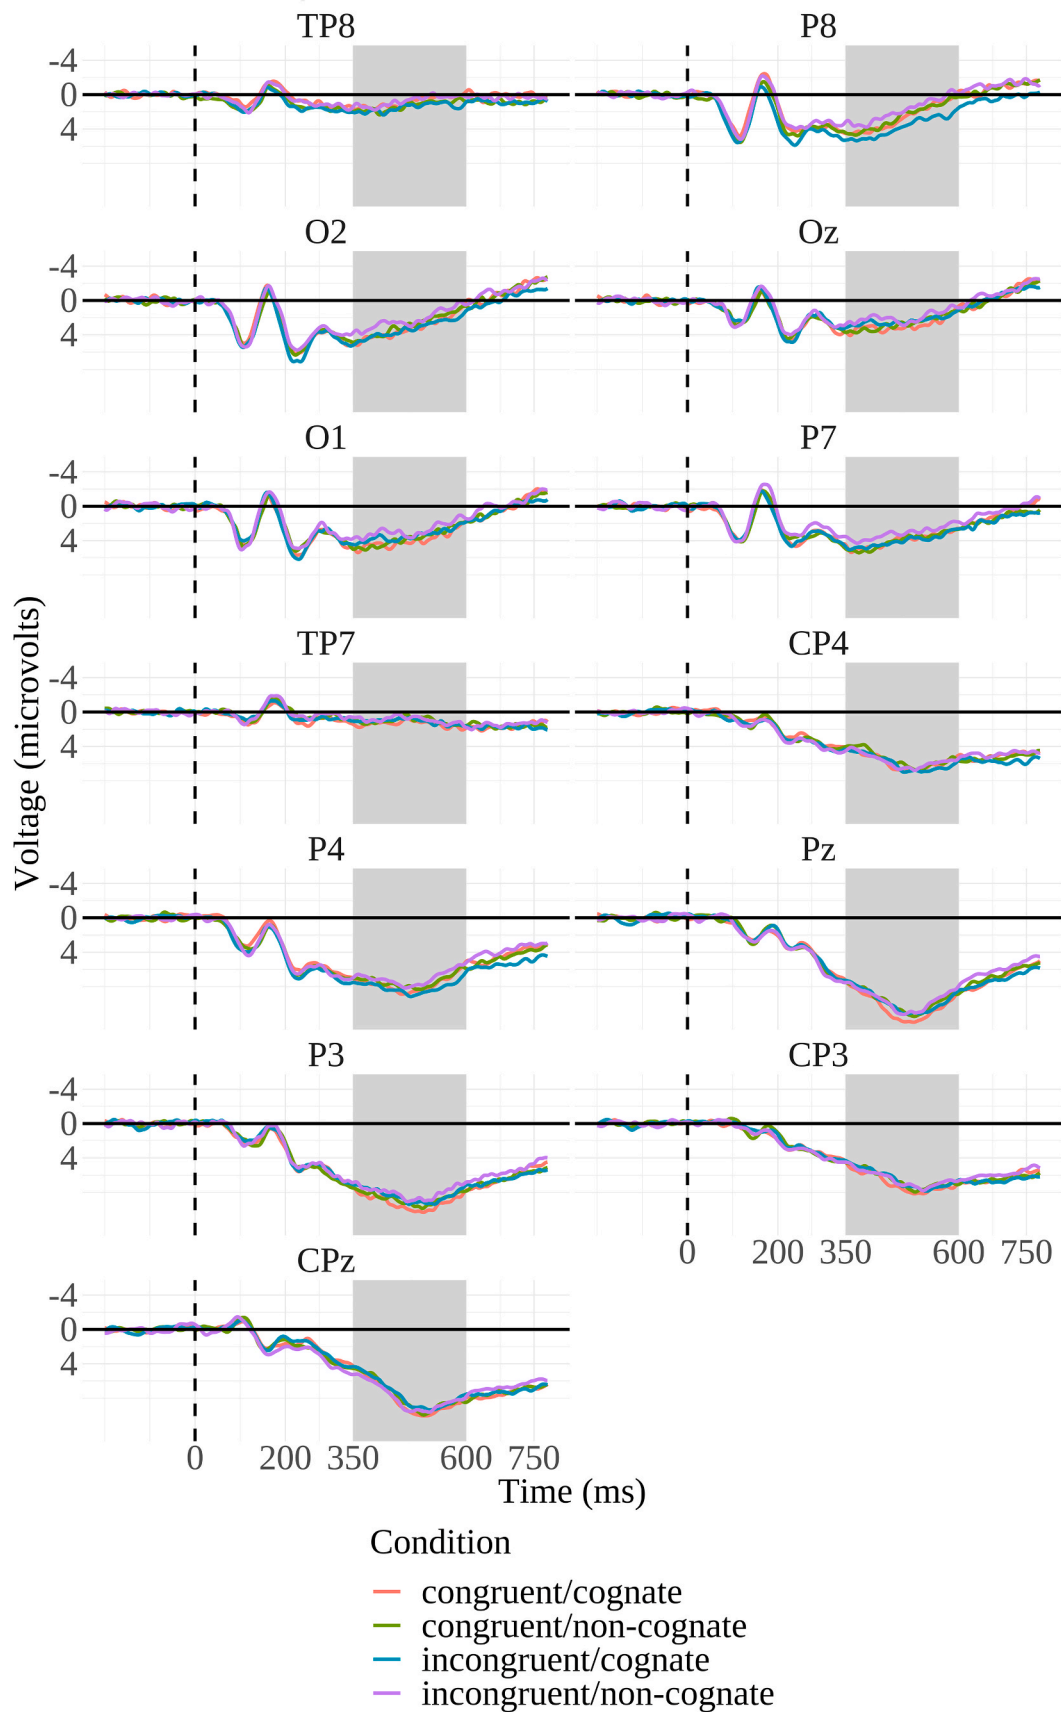 TP8 P8
-4
0
4
O2 Oz
-4
0
4
O1 P7
-4
0
4
TP7 CP4
-4
0
4
P4 Pz
-4
0
4
P3 CP3
-4
0
4
0 200 350 600 750
CPz
-4
0
4
0 200 350 600 750
Voltage (microvolts)
Time (ms)
Condition
congruent/cognate
congruent/non-cognate
incongruent/cognate
incongruent/non-cognate